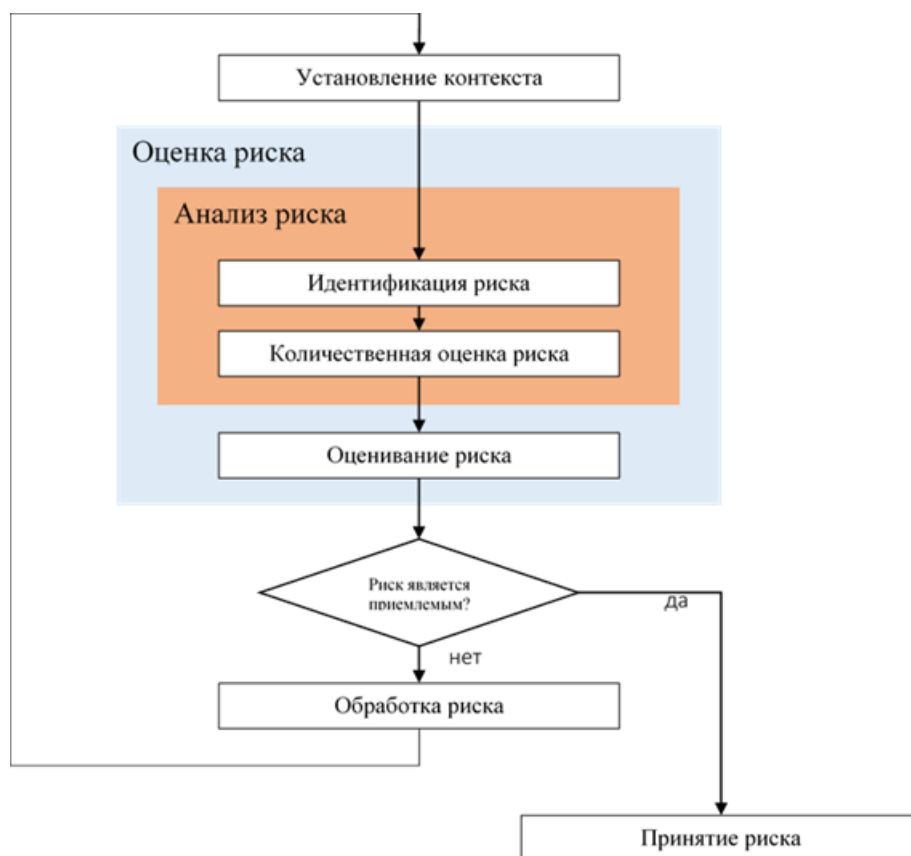 Установление контекста
Оценка риска
Анализ риска
Идентификация риска
Количественная оценка риска
Оценивание риска
Риск является
приемлемым?
да
нет
Обработка риска
Принятие риска